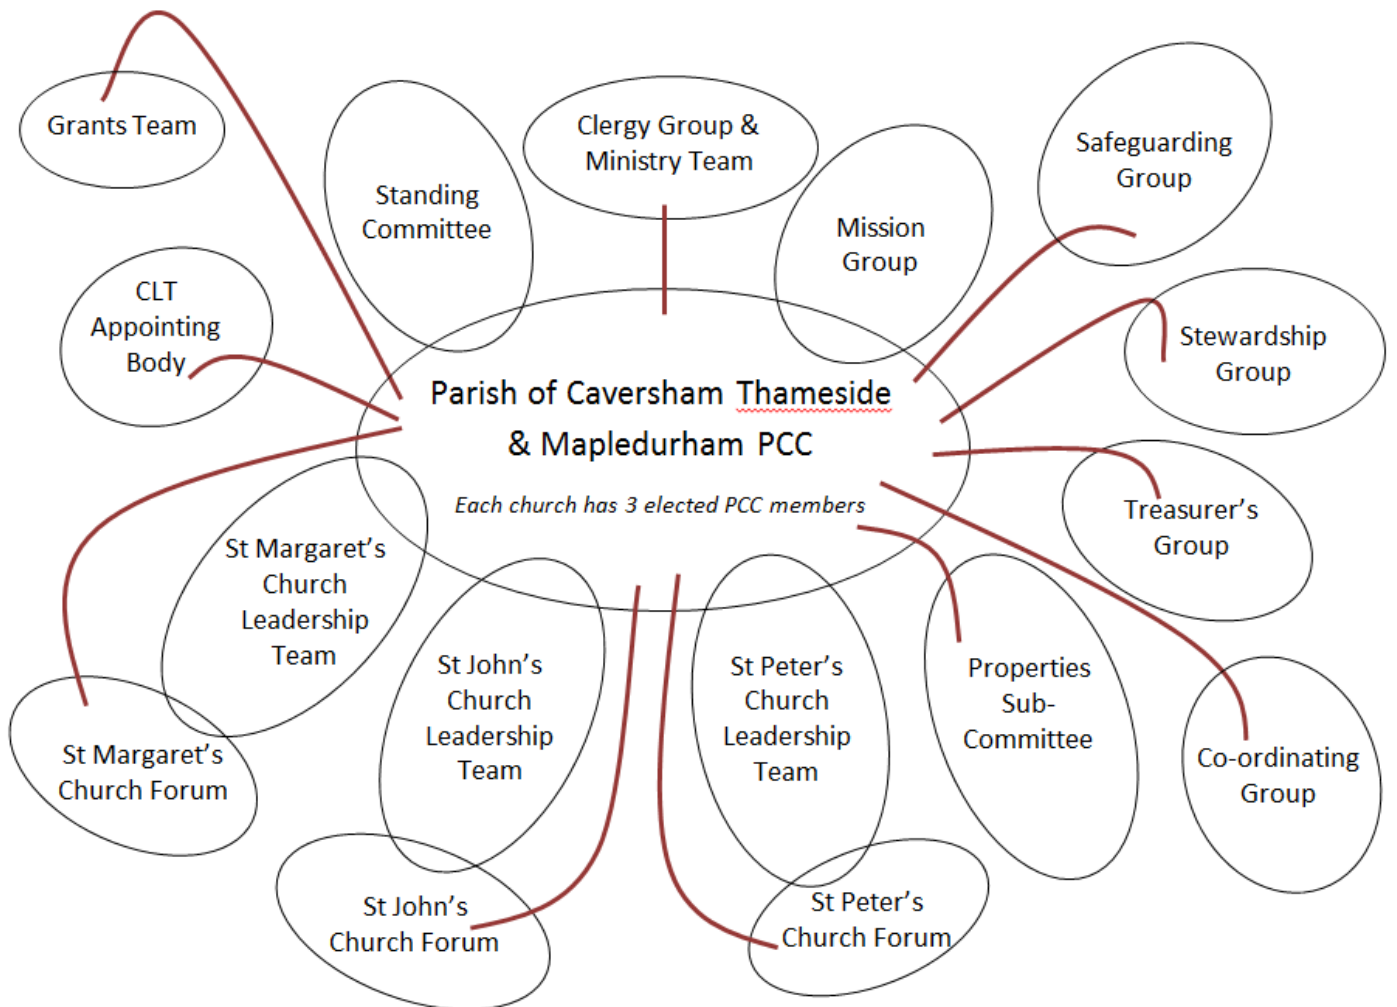 Grants Team
Standing
Committee
Clergy Group &
Ministry Team
Mission
Group
Safeguarding
Group
CLT
Appointing
Body
Stewardship
Group
Parish of Caversham Thameside
& Mapledurham PCC
Each church has 3 elected PCC members
Treasurer’s
Group
St Margaret’s
Church
Leadership
Team
St John’s
Church
Leadership
Team
St Peter’s
Church
Leadership
Team
Properties
Sub-
Committee
Co-ordinating
Group
St Margaret’s
Church Forum
St John’s
Church Forum
St Peter’s
Church Forum